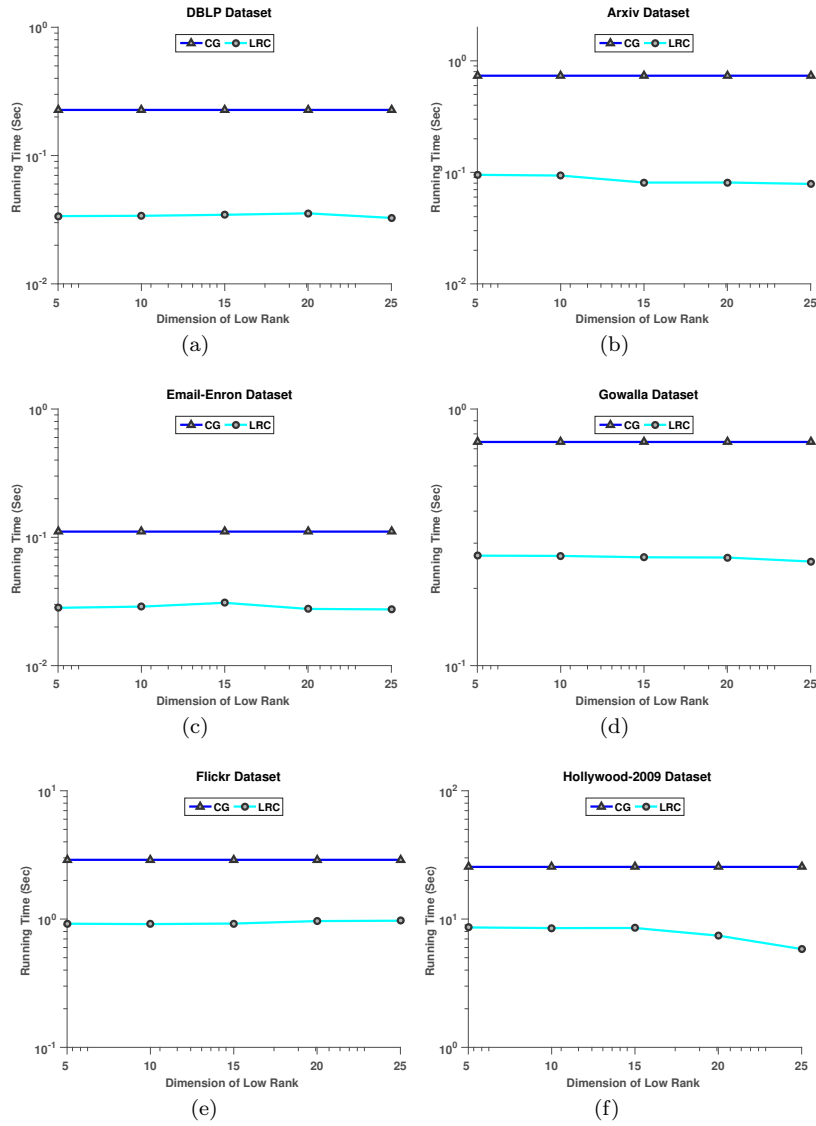 DBLP Dataset
CG LRC
10^0
10^-1
10^-2
Running Time (Sec)
5 10 15 20 25
Dimension of Low Rank
(a)
Arxiv Dataset
CG LRC
10^0
10^-1
10^-2
Running Time (Sec)
5 10 15 20 25
Dimension of Low Rank
(b)
Email-Enron Dataset
CG LRC
10^0
10^-1
10^-2
Running Time (Sec)
5 10 15 20 25
Dimension of Low Rank
(c)
Gowalla Dataset
CG LRC
10^0
10^-1
Running Time (Sec)
5 10 15 20 25
Dimension of Low Rank
(d)
Flickr Dataset
CG LRC
10^1
10^0
10^-1
Running Time (Sec)
5 10 15 20 25
Dimension of Low Rank
(e)
Hollywood-2009 Dataset
CG LRC
10^2
10^1
10^0
Running Time (Sec)
5 10 15 20 25
Dimension of Low Rank
(f)